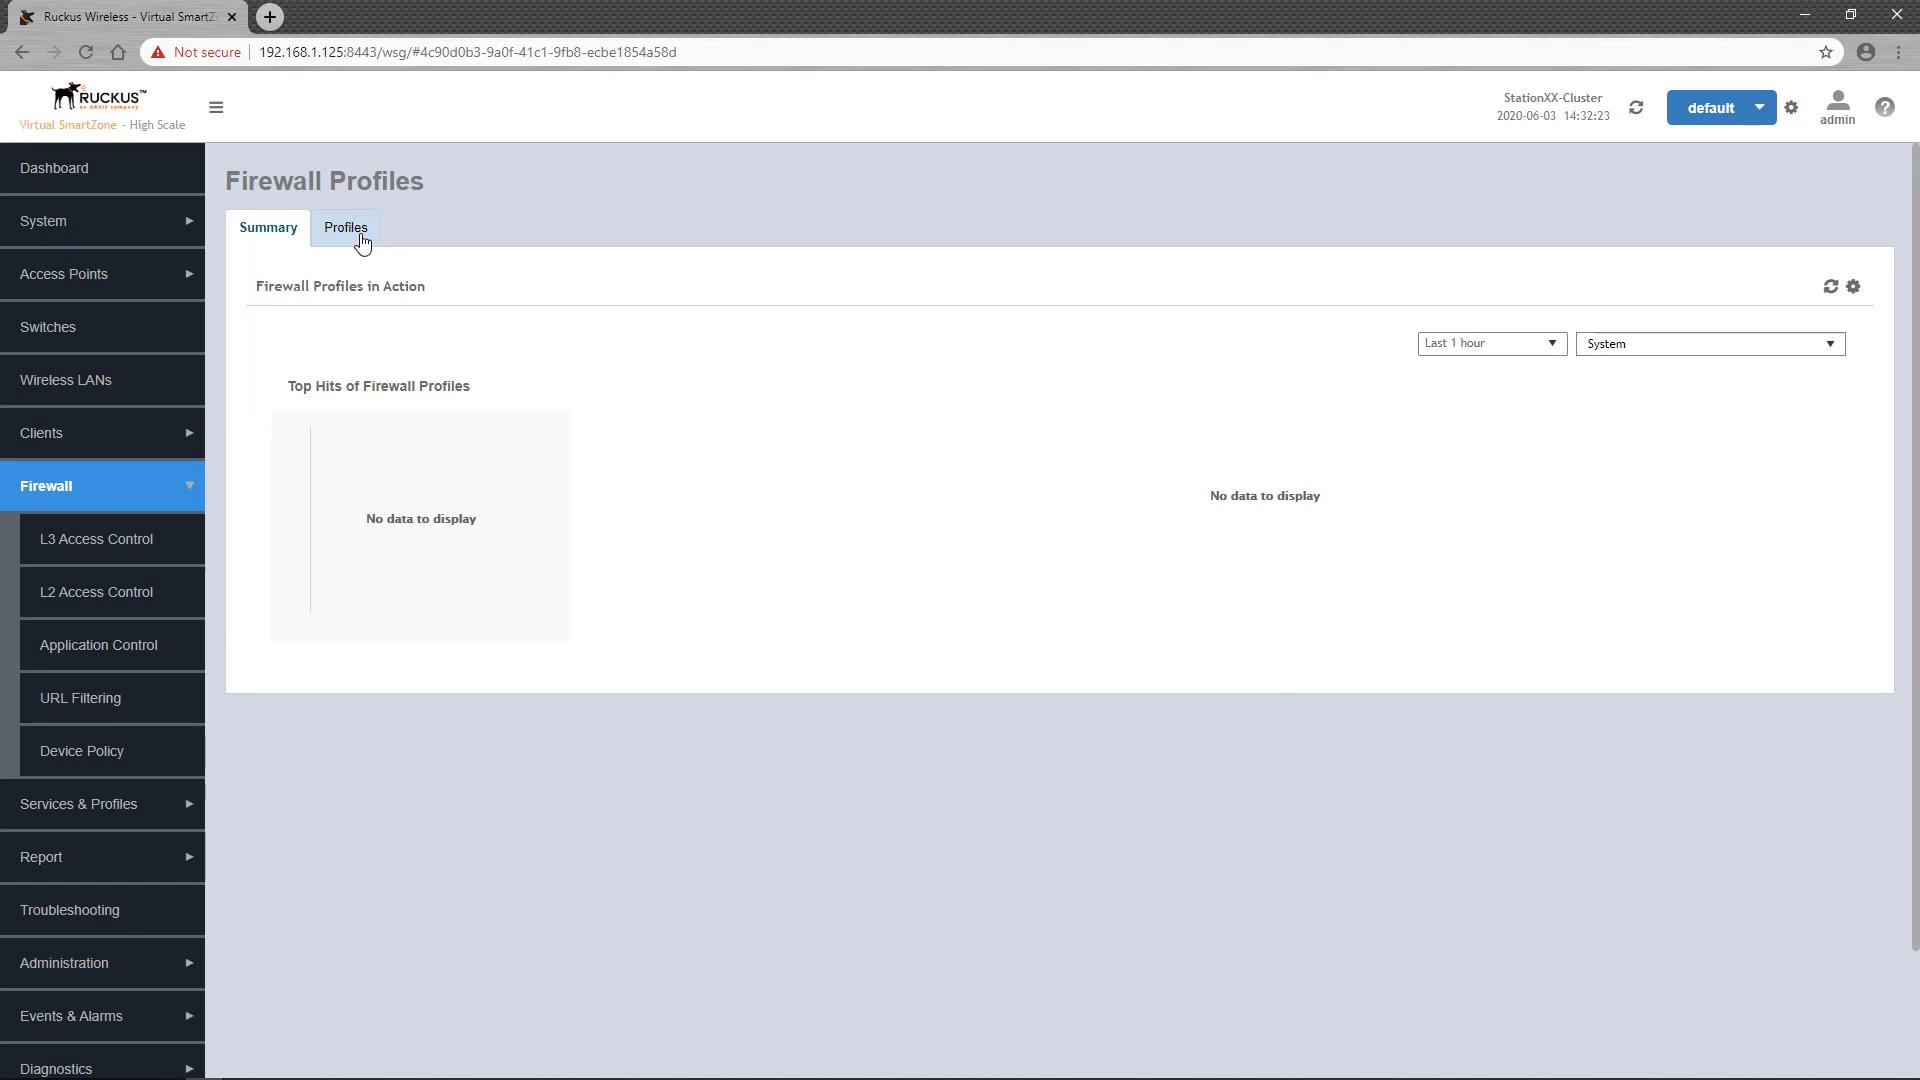 Ruckus Wireless - Virtual SmartZ
Not secure
192.168.1.125:8443/wsg/#4c90d0b3-9a0f-41c1-9fb8-ecbe1854a58d
RUCKUS™
an ARRIS company
Virtual SmartZone - High Scale
StationXX-Cluster
2020-06-03 14:32:23
default
admin
Dashboard
System
Access Points
Switches
Wireless LANs
Clients
Firewall
L3 Access Control
L2 Access Control
Application Control
URL Filtering
Device Policy
Services & Profiles
Report
Troubleshooting
Administration
Events & Alarms
Diagnostics
Firewall Profiles
Summary
Profiles
Firewall Profiles in Action
Last 1 hour
System
Top Hits of Firewall Profiles
No data to display
No data to display